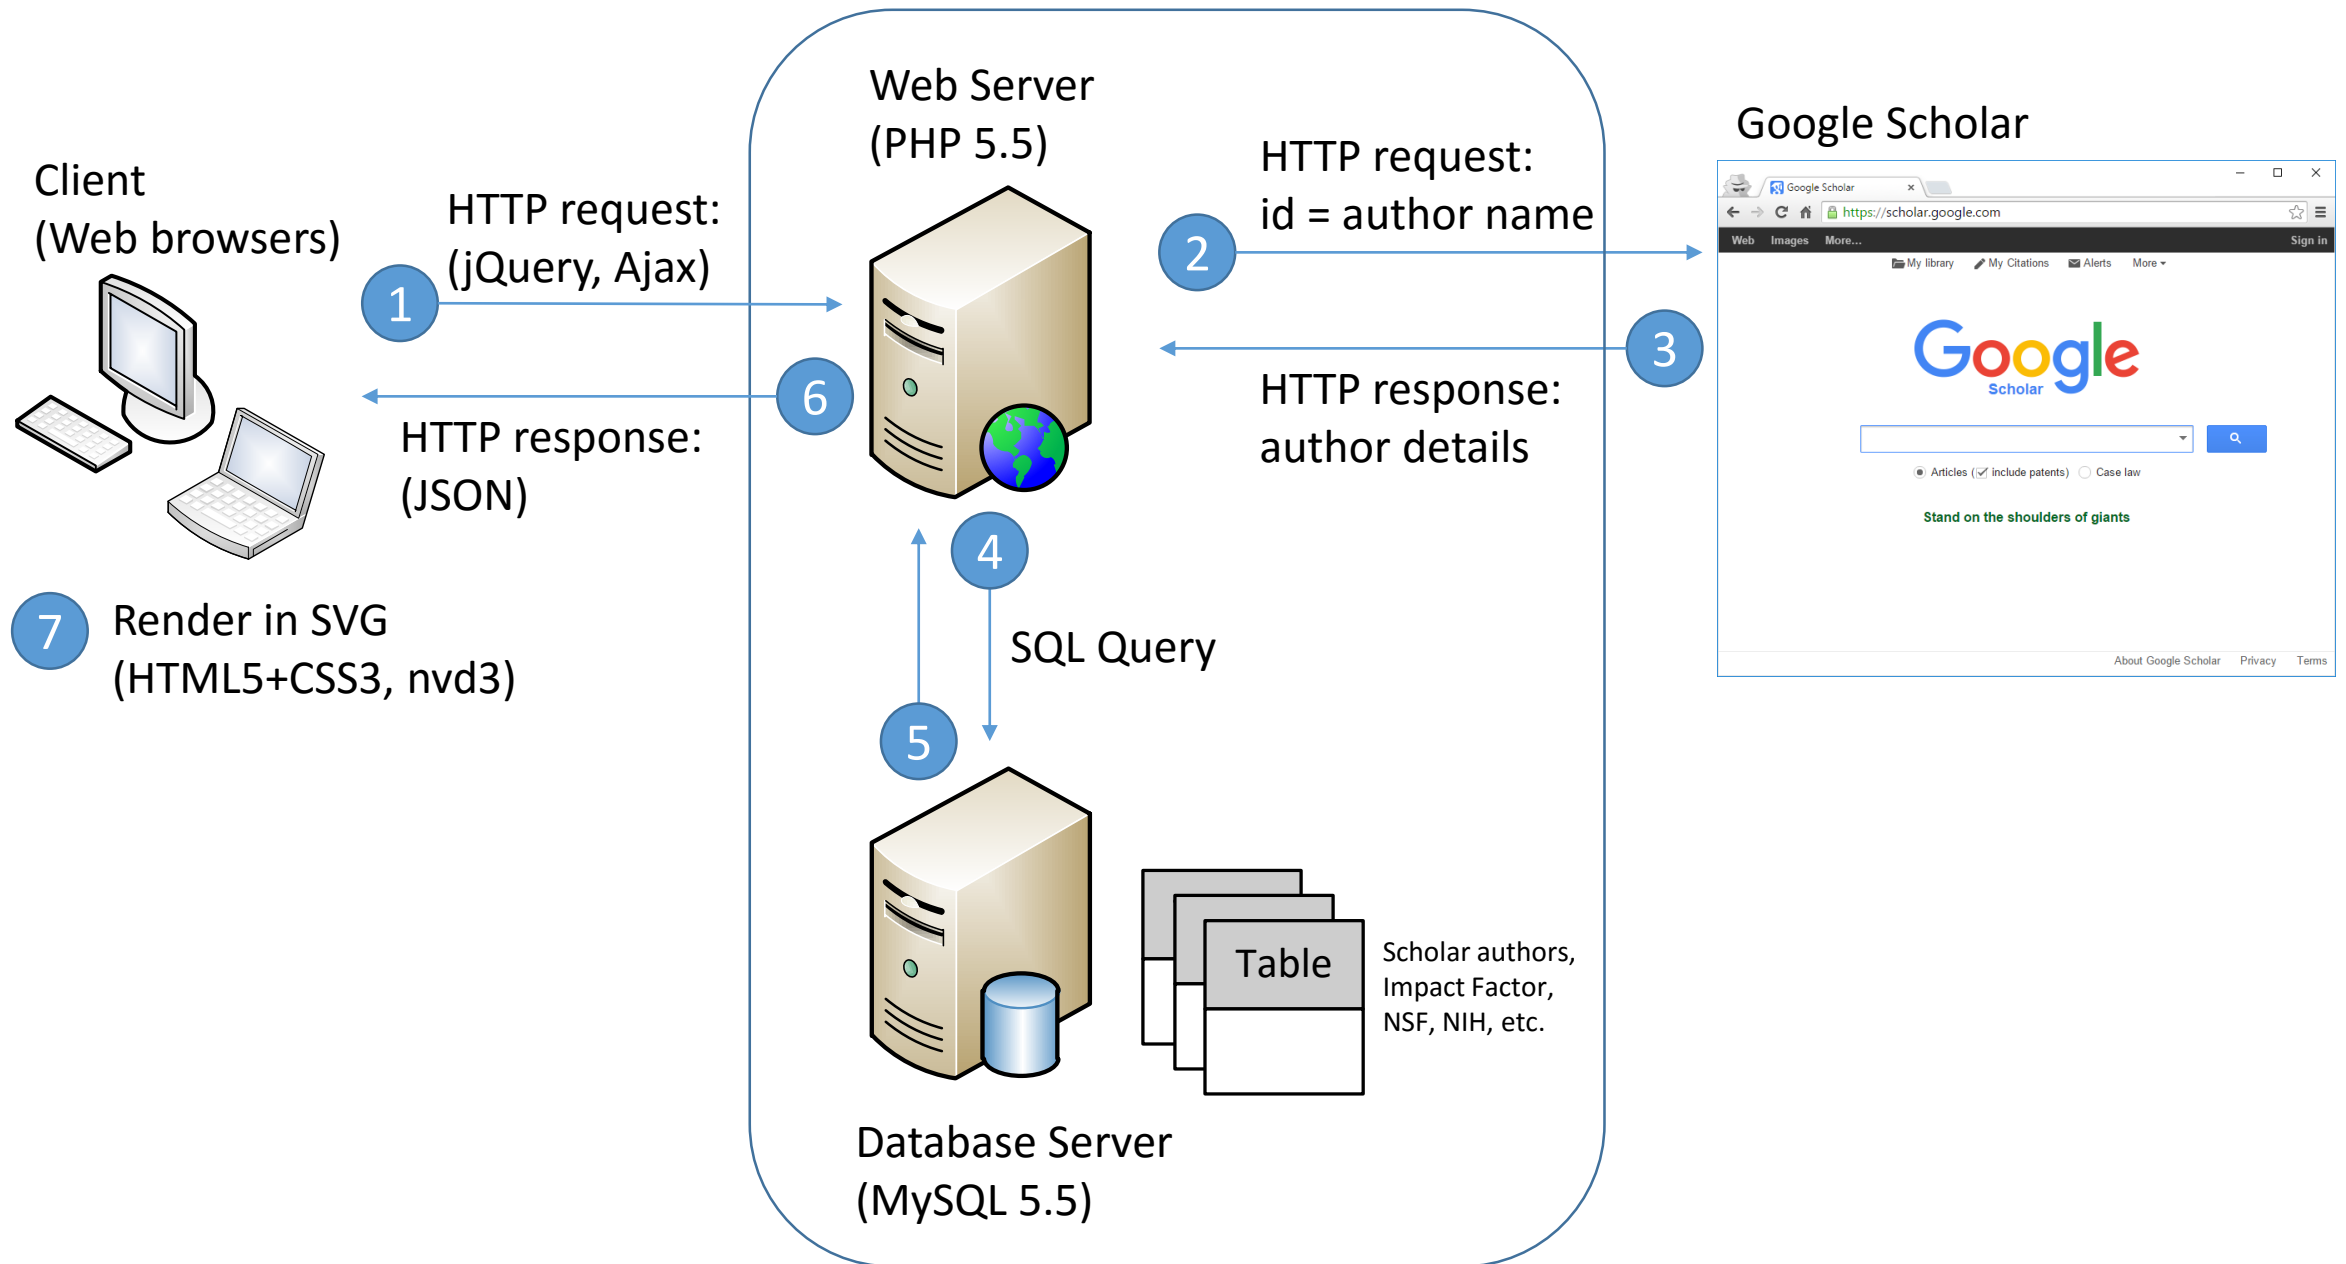 Web Server
(PHP 5.5)
Client
(Web browsers)
HTTP request:
(jQuery, Ajax)
1
6
HTTP response:
(JSON)
7
Render in SVG
(HTML5+CSS3, nvd3)
HTTP request:
id = author name
2
3
HTTP response:
author details
4
5
SQL Query
Table
Scholar authors,
Impact Factor,
NSF, NIH, etc.
Database Server
(MySQL 5.5)
Google Scholar
Google Scholar
https://scholar.google.com
Web Images More... Sign in
My library My Citations Alerts More
Google
Scholar
Articles ( include patents) Case law
Stand on the shoulders of giants
About Google Scholar Privacy Terms